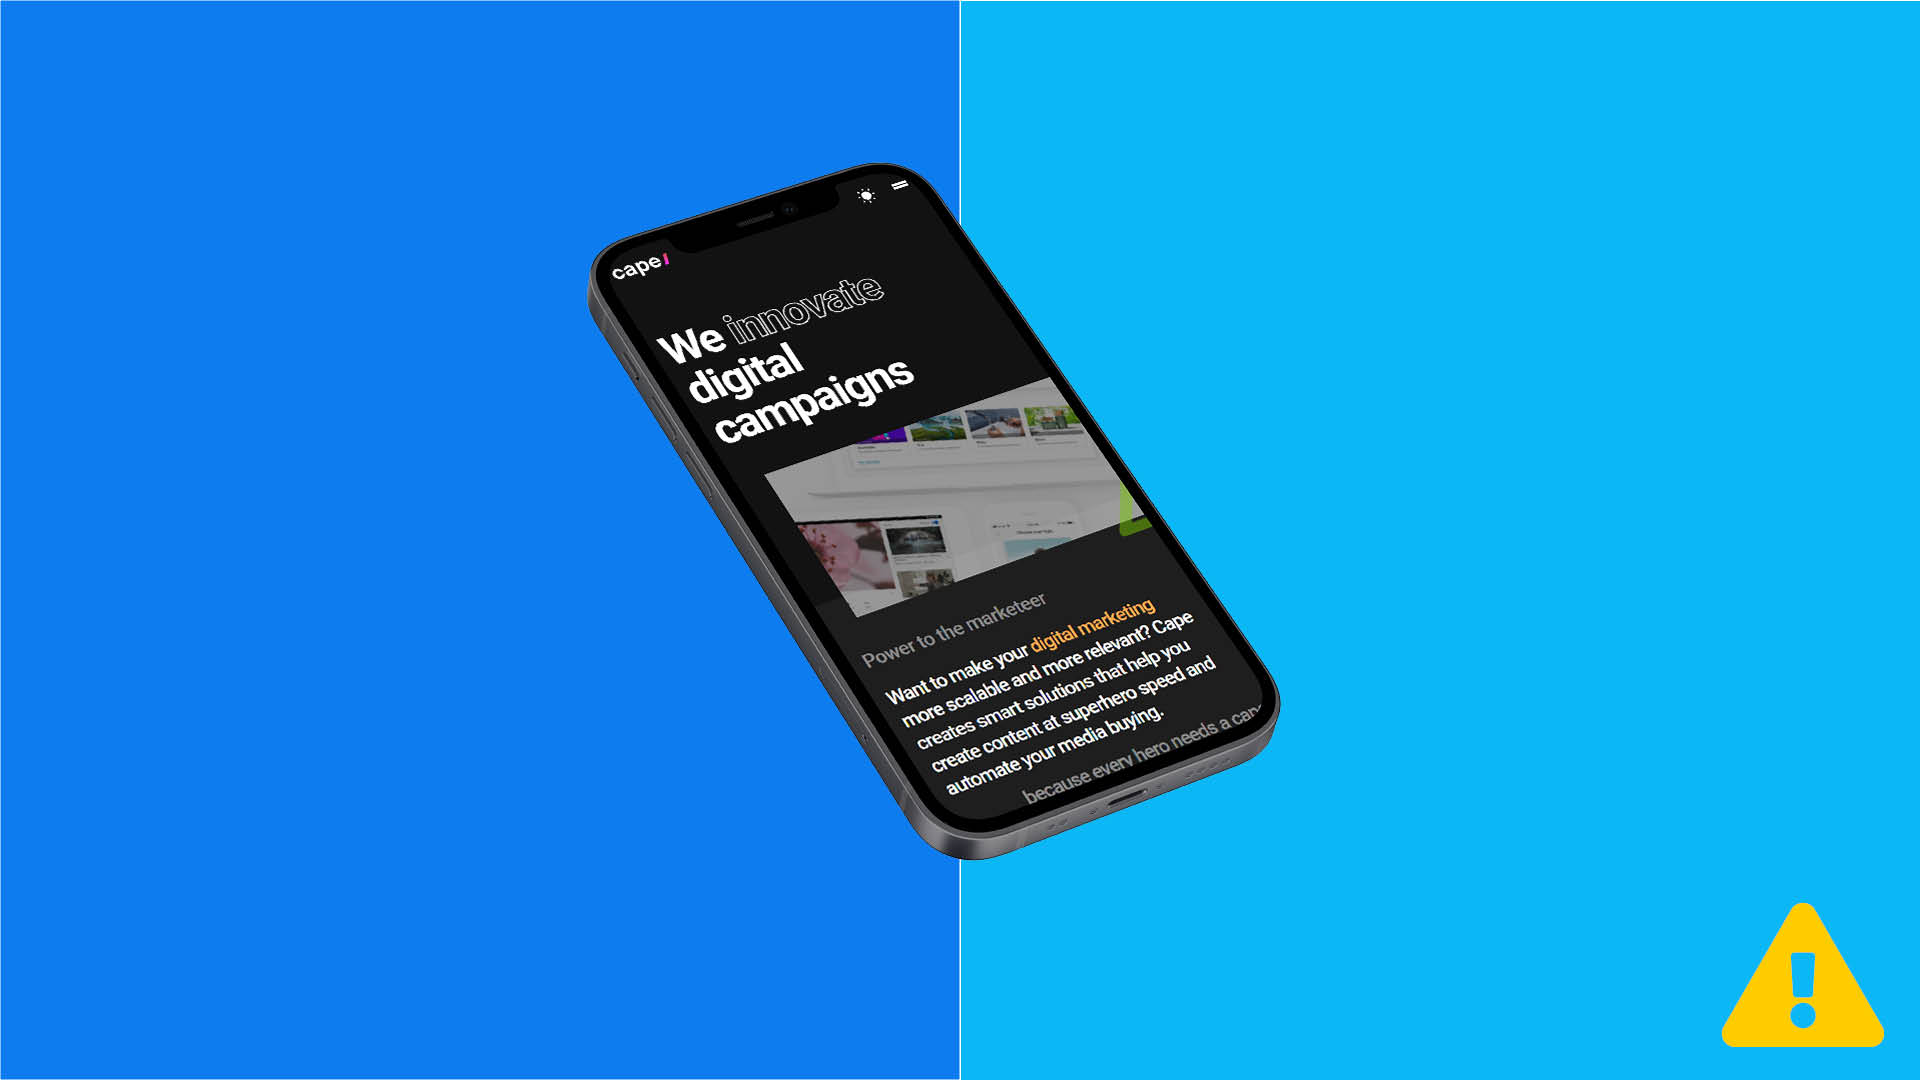 cape
We innovate
digital
campaigns
Power to the marketeer
Want to make your digital marketing
more scalable and more relevant? Cape
creates smart solutions that help you
create content at superhero speed and
automate your media buying.
because every hero needs a cape
!